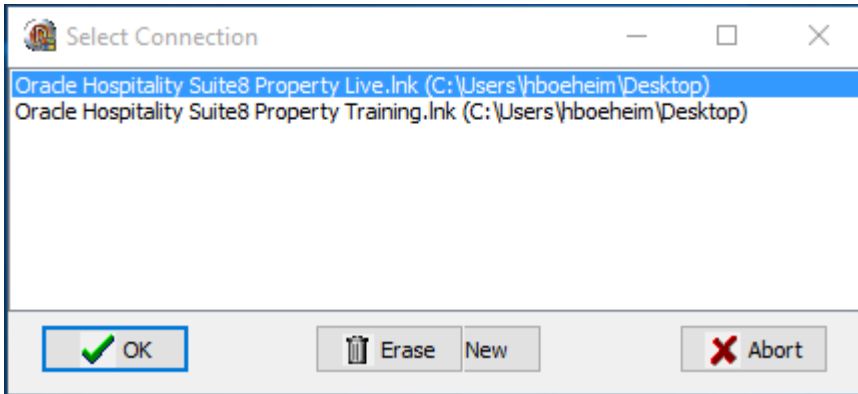 Select Connection
Oracle Hospitality Suite8 Property Live.lnk (C:\Users\hboeheim\Desktop)
Oracle Hospitality Suite8 Property Training.lnk (C:\Users\hboeheim\Desktop)
OK Erase New Abort